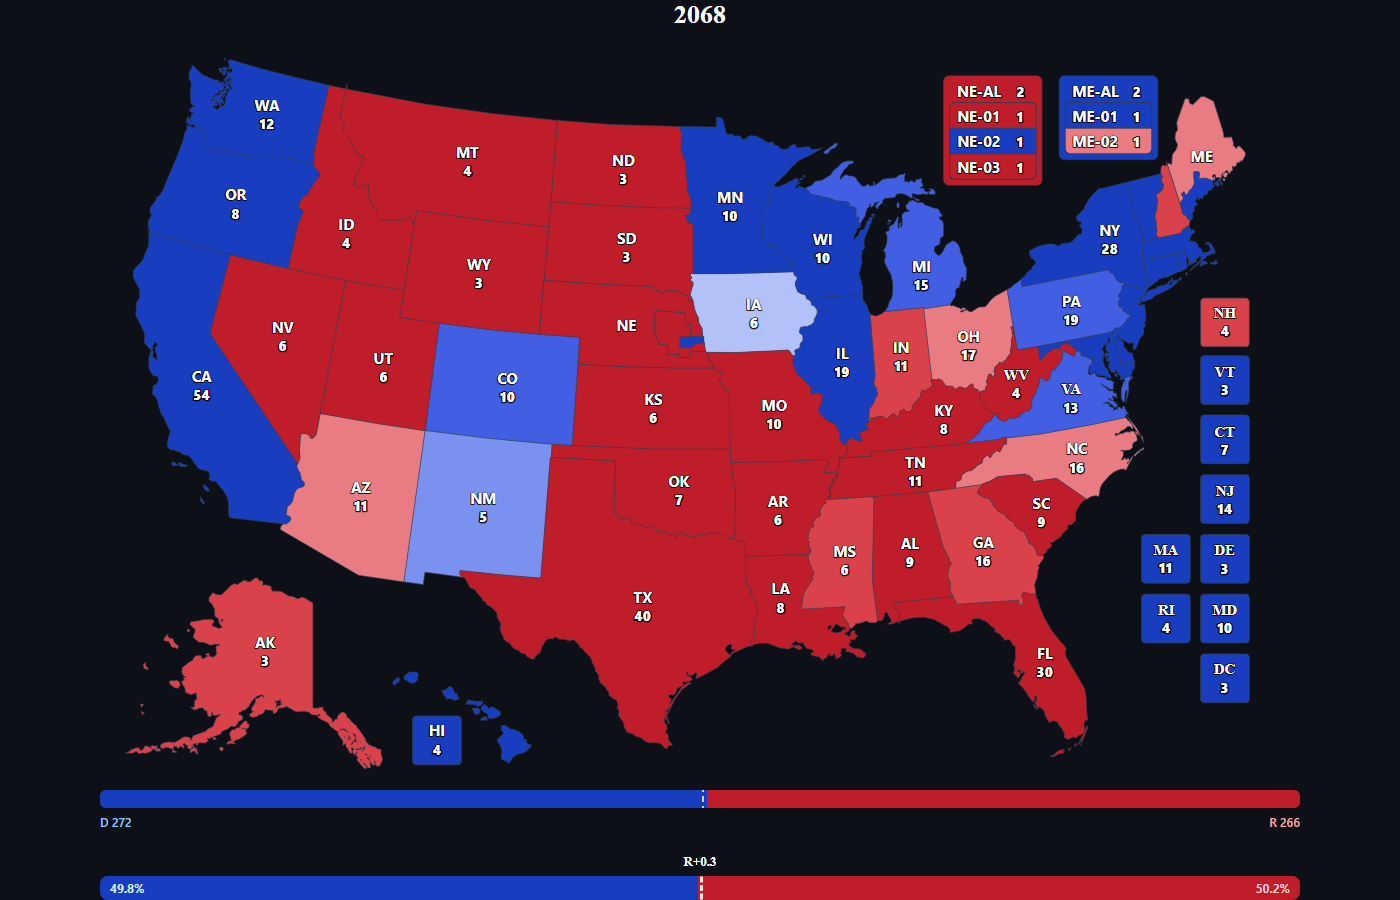 2068
WA
12
OR
8
CA
54
NV
6
ID
4
MT
4
WY
3
UT
6
AZ
11
CO
10
NM
5
ND
3
SD
3
NE
KS
6
OK
7
TX
40
MN
10
IA
6
MO
10
AR
6
LA
8
WI
10
IL
19
MI
15
IN
11
OH
17
KY
8
TN
11
MS
6
AL
9
GA
16
FL
30
SC
9
NC
16
VA
13
WV
4
PA
19
NY
28
ME
AK
3
HI
4
NE-AL 2
NE-01 1
NE-02 1
NE-03 1
ME-AL 2
ME-01 1
ME-02 1
NH
4
VT
3
CT
7
NJ
14
MA
11
DE
3
RI
4
MD
10
DC
3
D 272
R 266
R+0.3
49.8%
50.2%